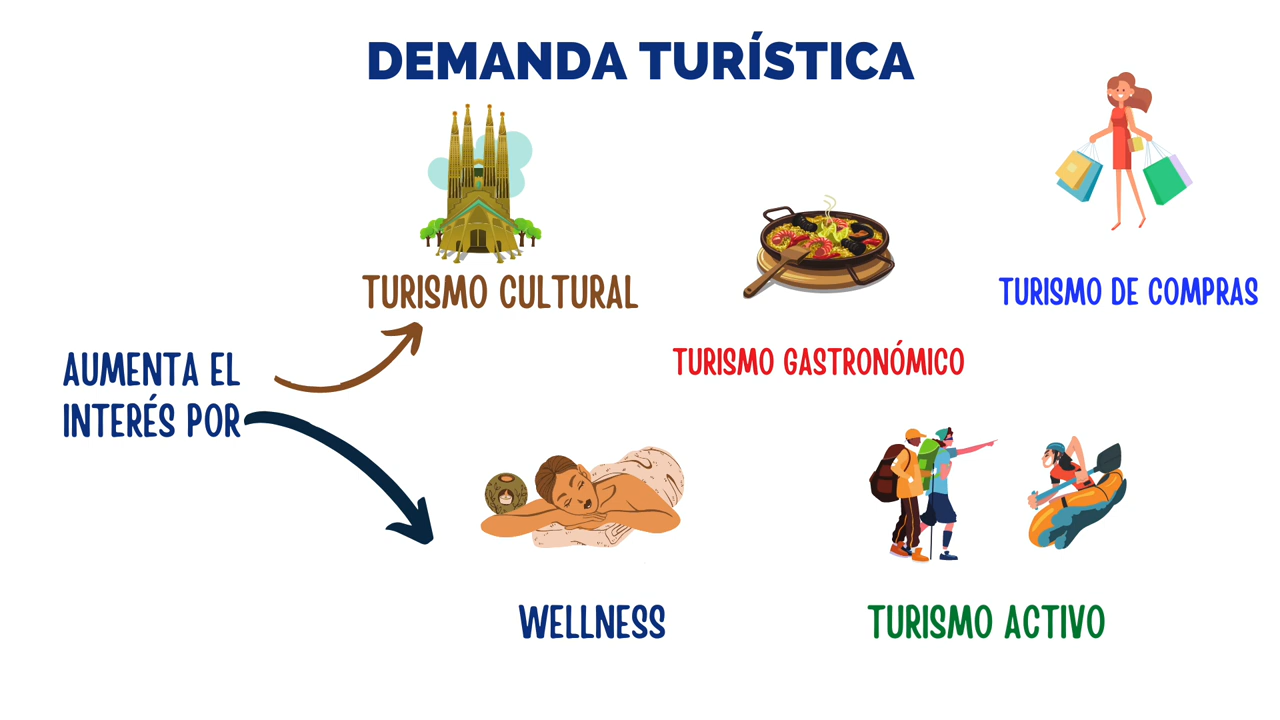 DEMANDA TURÍSTICA
TURISMO CULTURAL
TURISMO DE COMPRAS
TURISMO GASTRONÓMICO
AUMENTA EL
INTERÉS POR
WELLNESS
TURISMO ACTIVO